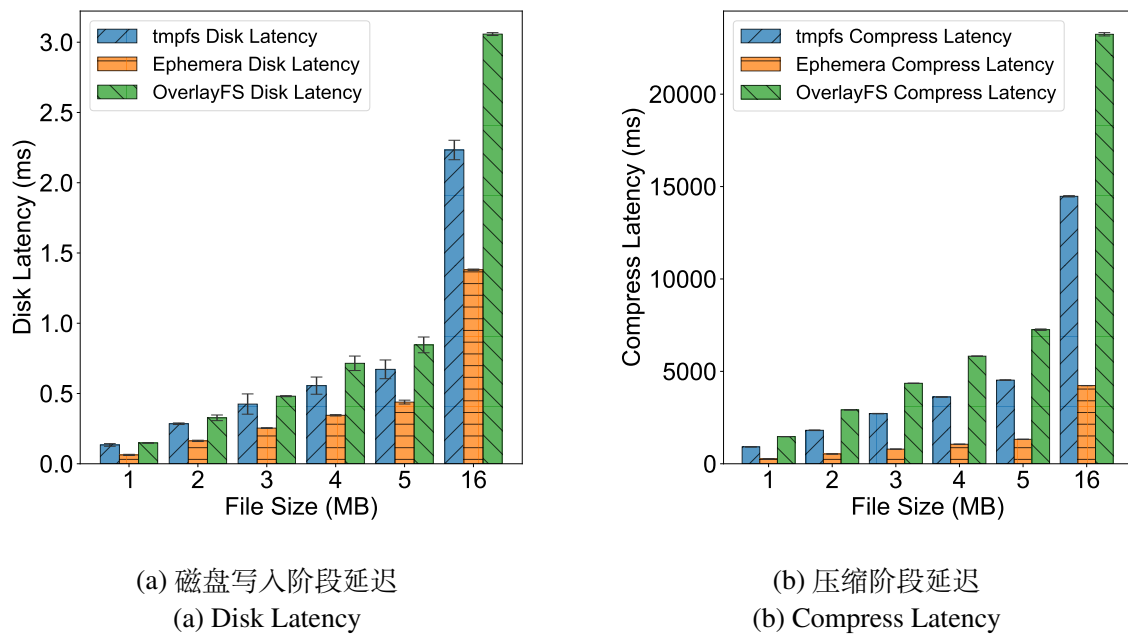 3.0
2.5
2.0
1.5
1.0
0.5
0.0
Disk Latency (ms)
tmpfs Disk Latency
Ephemera Disk Latency
OverlayFS Disk Latency
1 2 3 4 5 16
File Size (MB)
20000
15000
10000
5000
0
Compress Latency (ms)
tmpfs Compress Latency
Ephemera Compress Latency
OverlayFS Compress Latency
1 2 3 4 5 16
File Size (MB)
(a) 磁盘写入阶段延迟
(a) Disk Latency
(b) 压缩阶段延迟
(b) Compress Latency